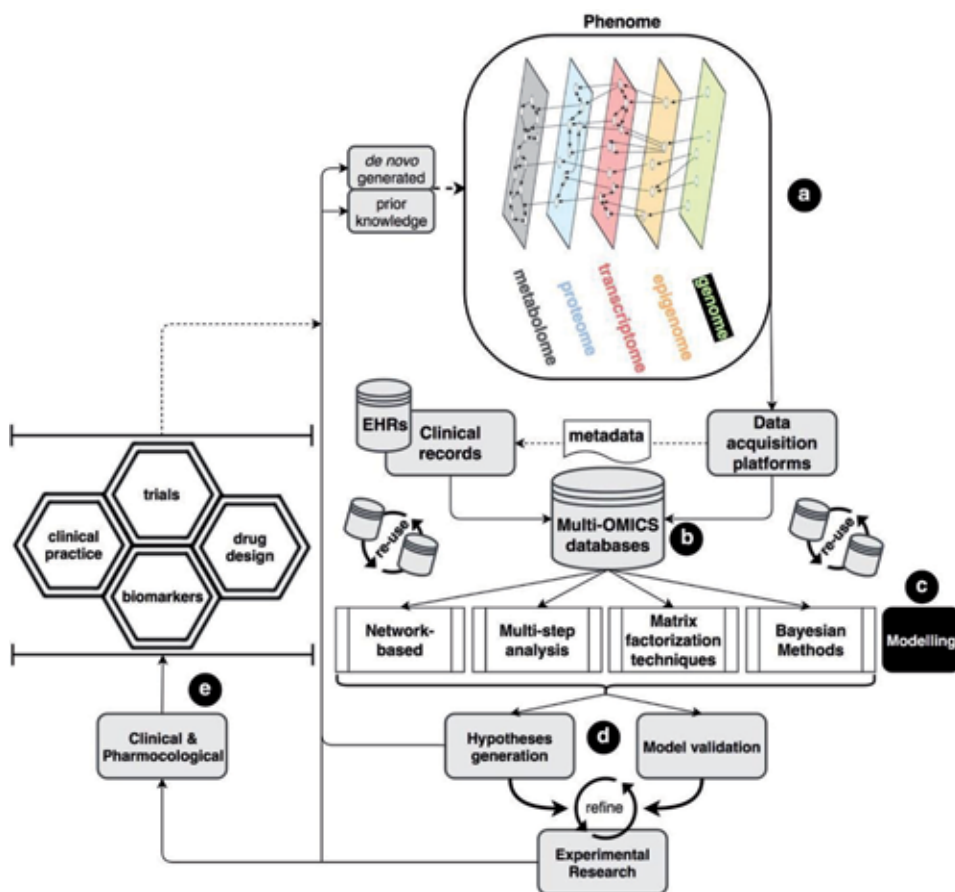 Phenome
de novo
generated
prior
knowledge
a
metabolome
proteome
transcriptome
epigenome
genome
EHRs
Clinical
records
metadata
Data
acquisition
platforms
trials
clinical
practice
drug
design
biomarkers
re-use
Multi-OMICS
databases
b
re-use
c
Network-
based
Multi-step
analysis
Matrix
factorization
techniques
Bayesian
Methods
Modelling
e
Clinical &
Pharmocological
Hypotheses
generation
d
Model validation
refine
Experimental
Research